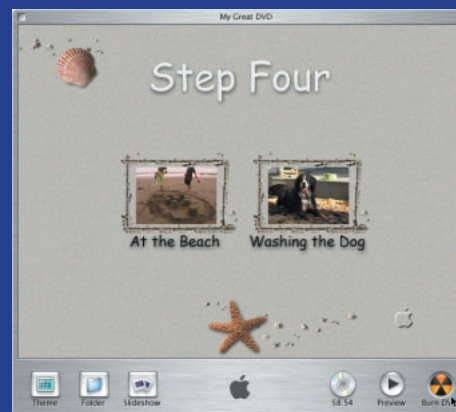 My Great DVD
Step Four
At the Beach Washing the Dog
Theme Folder Slideshow 58.54 Preview Burn DVD